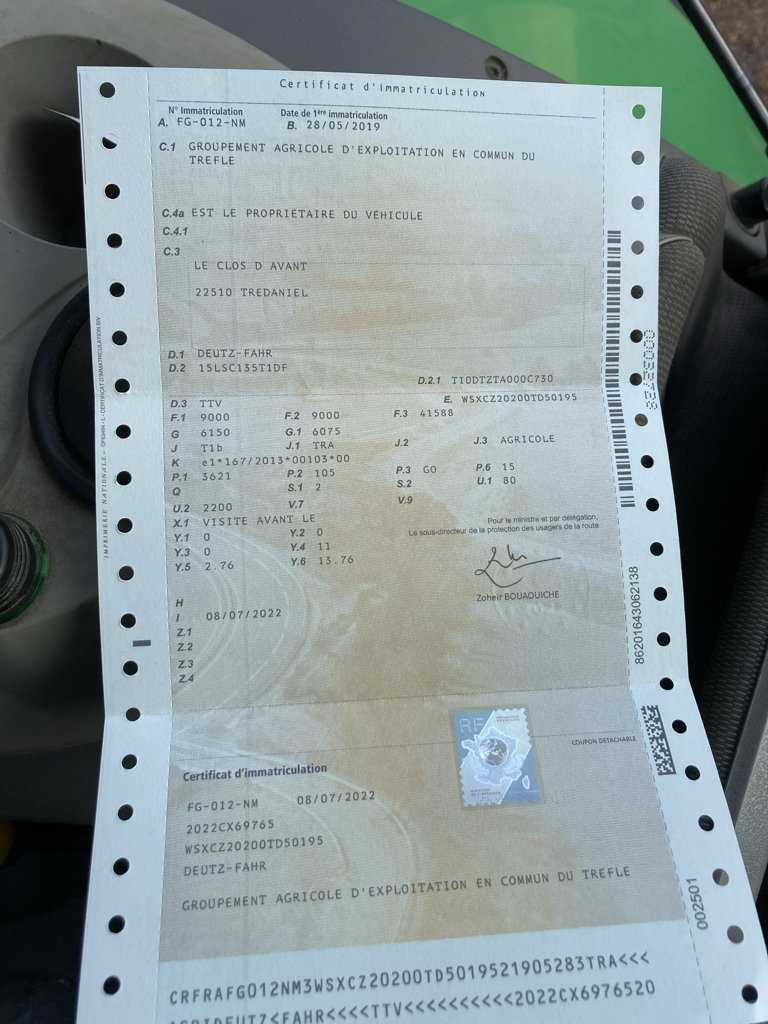 Certificat d'immatriculation
N° Immatriculation Date de 1ère immatriculation
A. FG-012-NM B. 28/05/2019
C.1 GROUPEMENT AGRICOLE D'EXPLOITATION EN COMMUN DU
TREFLE
C.4a EST LE PROPRIÉTAIRE DU VÉHICULE
C.4.1
C.3
LE CLOS D AVANT
22510 TREDANIEL
D.1 DEUTZ-FAHR
D.2 15LSC135T1DF
D.2.1 T10DTZTA000C730
D.3 TTV E. WSXCZ20200TD50195
F.1 9000 F.2 9000 F.3 41588
G 6150 G.1 6075
J T1b J.1 TRA J.2 J.3 AGRICOLE
K e1*167/2013*00103*00
P.1 3621 P.2 105 P.3 GO P.6 15
Q S.1 2 S.2 U.1 80
U.2 2200 V.7 V.9
X.1 VISITE AVANT LE
Y.1 0 Y.2 0
Y.3 0 Y.4 11
Y.5 2.76 Y.6 13.76
Pour le ministre et par délégation,
Le sous-directeur de la protection des usagers de la route
Zoheir BOUAOUICHE
H
I 08/07/2022
Z.1
Z.2
Z.3
Z.4
RF
COUPON DÉTACHABLE
Certificat d'immatriculation
FG-012-NM 08/07/2022
2022CX69765
WSXCZ20200TD50195
DEUTZ-FAHR
GROUPEMENT AGRICOLE D'EXPLOITATION EN COMMUN DU TREFLE
CRFRAFG012NM3WSXCZ20200TD5019521905283TRA<<<
86201643062138
002501